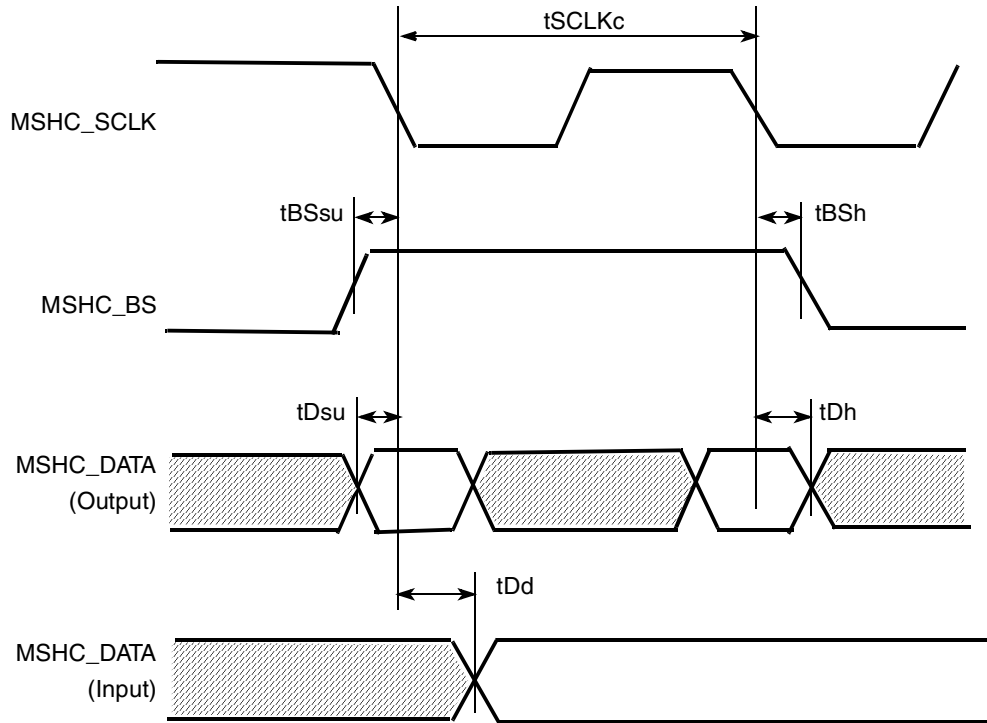 tSCLKc
MSHC_SCLK
tBSsu
tBSh
MSHC_BS
tDsu
tDh
MSHC_DATA
(Output)
tDd
MSHC_DATA
(Input)